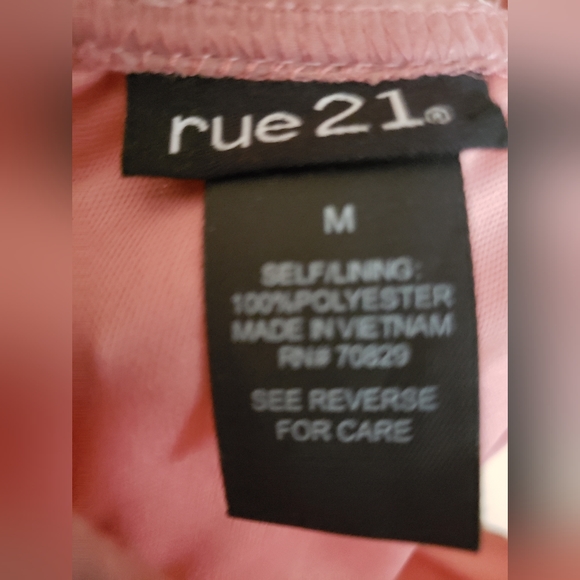 rue21®
M
SELF/LINING:
100%POLYESTER
MADE IN VIETNAM
RN# 70829
SEE REVERSE
FOR CARE